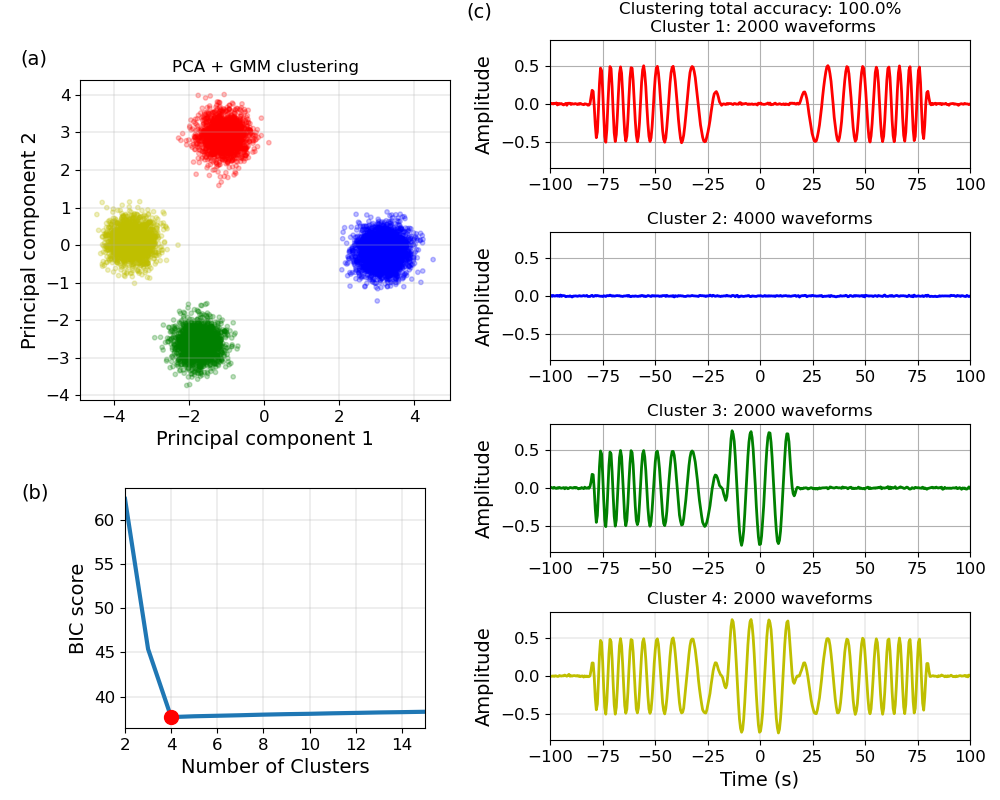 (a)
PCA + GMM clustering
4
3
2
1
0
−1
−2
−3
−4
−4 −2 0 2 4
Principal component 2
Principal component 1
(b)
60
55
50
45
40
2 4 6 8 10 12 14
BIC score
Number of Clusters
(c)
Clustering total accuracy: 100.0%
Cluster 1: 2000 waveforms
Amplitude
0.5
0.0
−0.5
−100 −75 −50 −25 0 25 50 75 100
Cluster 2: 4000 waveforms
Amplitude
0.5
0.0
−0.5
−100 −75 −50 −25 0 25 50 75 100
Cluster 3: 2000 waveforms
Amplitude
0.5
0.0
−0.5
−100 −75 −50 −25 0 25 50 75 100
Cluster 4: 2000 waveforms
Amplitude
0.5
0.0
−0.5
−100 −75 −50 −25 0 25 50 75 100
Time (s)